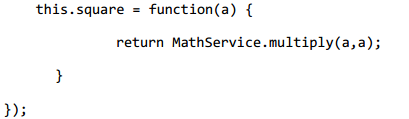 this.square = function(a) {
return MathService.multiply(a,a);
}
});